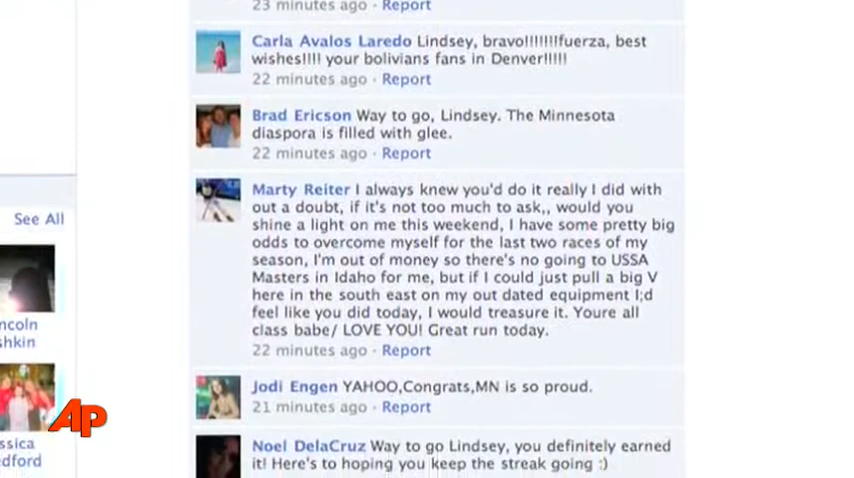 23 minutes ago · Report
Carla Avalos Laredo Lindsey, bravo!!!!!!!fuerza, best
wishes!!!! your bolivians fans in Denver!!!!!
22 minutes ago · Report
Brad Ericson Way to go, Lindsey. The Minnesota
diaspora is filled with glee.
22 minutes ago · Report
Marty Reiter I always knew you'd do it really I did with
out a doubt, if it's not too much to ask,, would you
shine a light on me this weekend, I have some pretty big
odds to overcome myself for the last two races of my
season, I'm out of money so there's no going to USSA
Masters in Idaho for me, but if I could just pull a big V
here in the south east on my out dated equipment I;d
feel like you did today, I would treasure it. Youre all
class babe/ LOVE YOU! Great run today.
22 minutes ago · Report
Jodi Engen YAHOO,Congrats,MN is so proud.
21 minutes ago · Report
Noel DelaCruz Way to go Lindsey, you definitely earned
it! Here's to hoping you keep the streak going :)
See All
ncoln
shkin
ssica
dford
AP